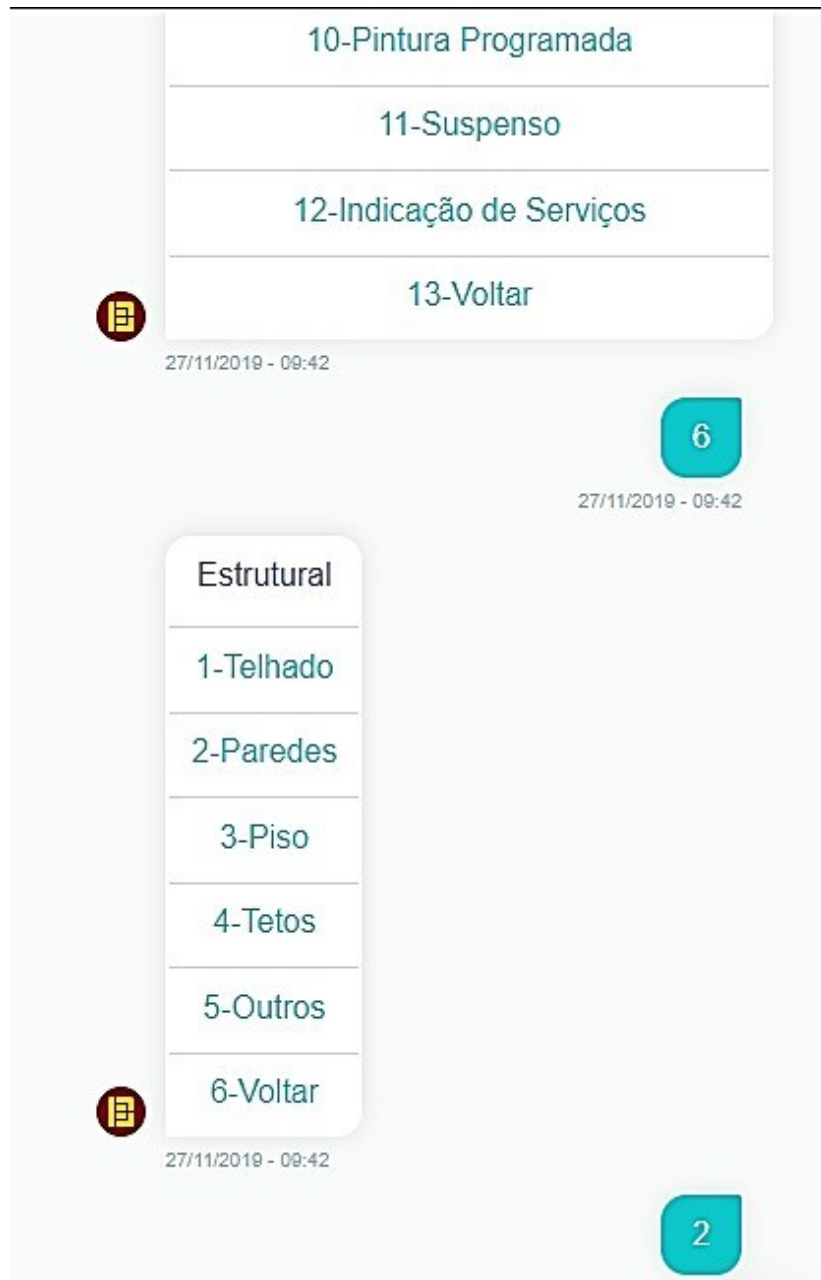 10-Pintura Programada
11-Suspenso
12-Indicação de Serviços
13-Voltar
27/11/2019 - 09:42
6
27/11/2019 - 09:42
Estrutural
1-Telhado
2-Paredes
3-Piso
4-Tetos
5-Outros
6-Voltar
27/11/2019 - 09:42
2